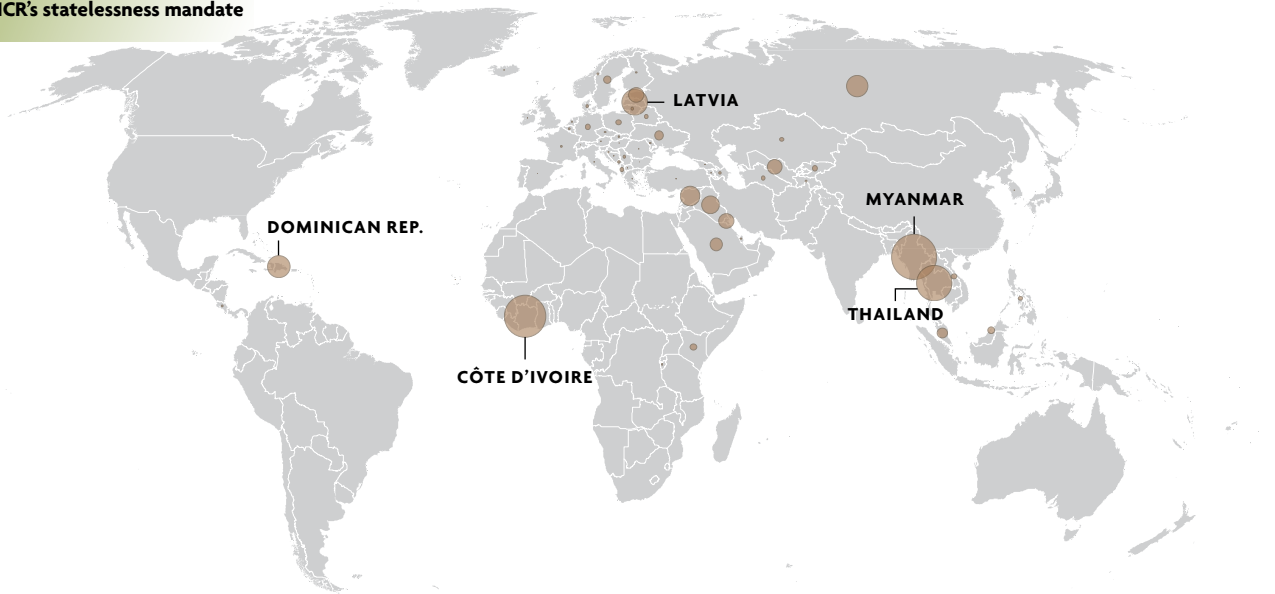 ICR's statelessness mandate
LATVIA
MYANMAR
DOMINICAN REP.
THAILAND
CÔTE D'IVOIRE